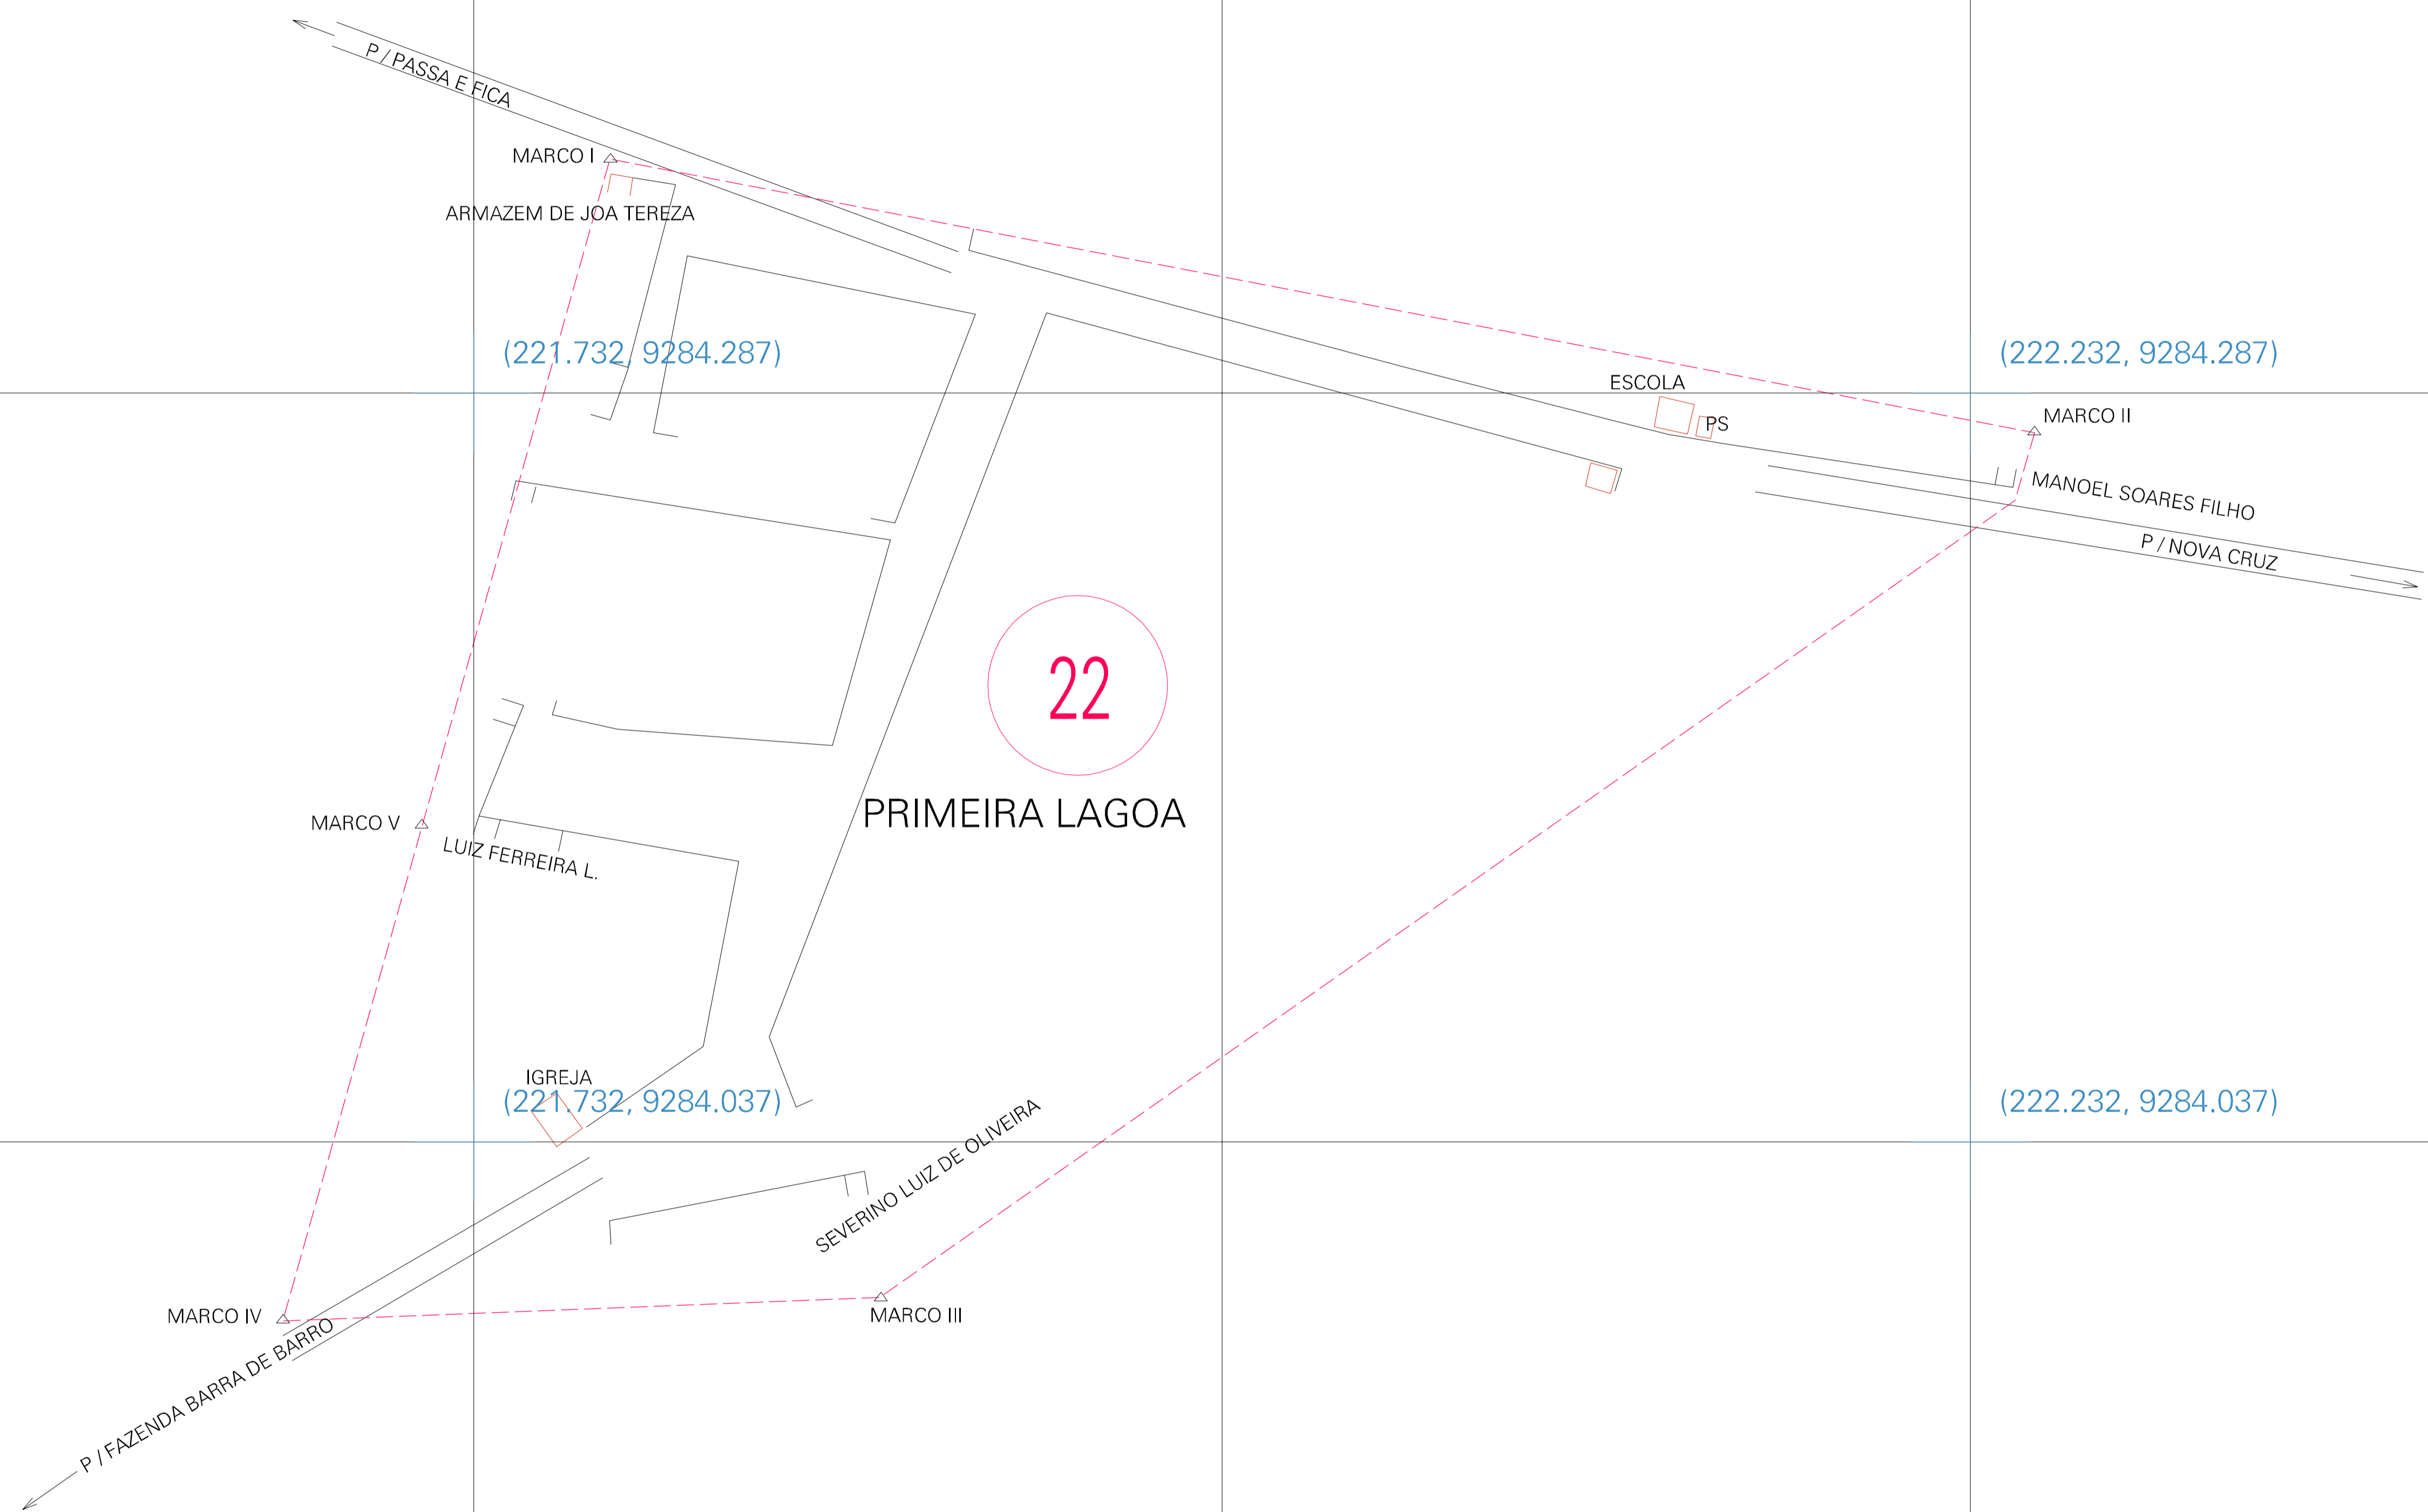 P / PASSA E FICA
MARCO I
ARMAZEM DE JOA TEREZA
(221.732, 9284.287)
(222.232, 9284.287)
ESCOLA
PS
MARCO II
MANOEL SOARES FILHO
P / NOVA CRUZ
22
PRIMEIRA LAGOA
MARCO V
LUIZ FERREIRA L.
IGREJA
(221.732, 9284.037)
(222.232, 9284.037)
SEVERINO LUIZ DE OLIVEIRA
MARCO IV
MARCO III
P / FAZENDA BARRA DE BARRO